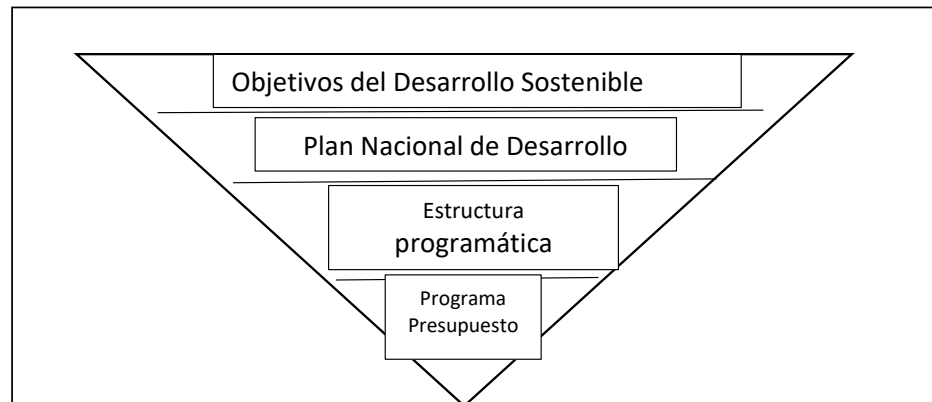 Objetivos del Desarrollo Sostenible
Plan Nacional de Desarrollo
Estructura
programática
Programa
Presupuesto